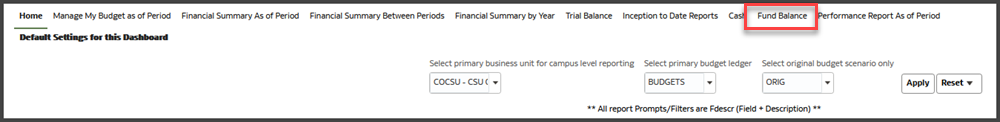 Home Manage My Budget as of Period Financial Summary As of Period Financial Summary Between Periods Financial Summary by Year Trial Balance Inception to Date Reports Cash Fund Balance Performance Report As of Period
Default Settings for this Dashboard
Select primary business unit for campus level reporting Select primary budget ledger Select original budget scenario only
COCSU - CSU BUDGETS ORIG Apply Reset
** All report Prompts/Filters are Fdescr (Field + Description) **